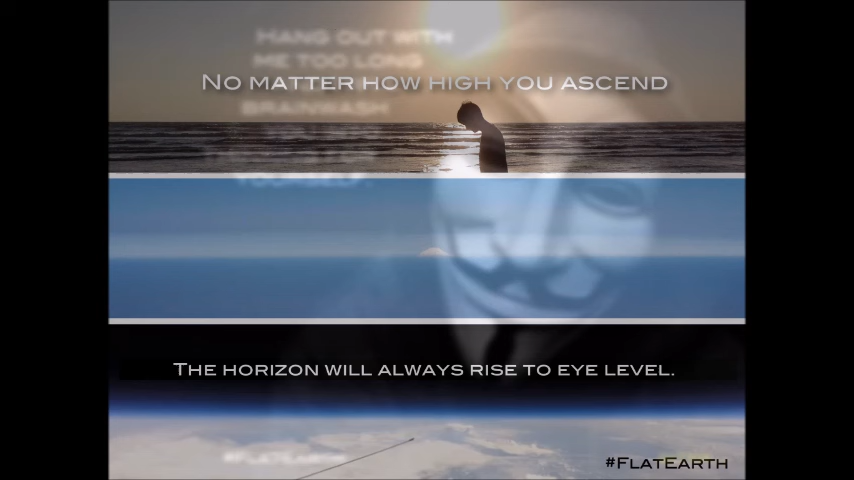 HANG OUT WITH
ME TOO LONG
NO MATTER HOW HIGH YOU ASCEND
BRAINWASH
YOURSELF.
THE HORIZON WILL ALWAYS RISE TO EYE LEVEL.
#FLATEARTH
#FLATEARTH